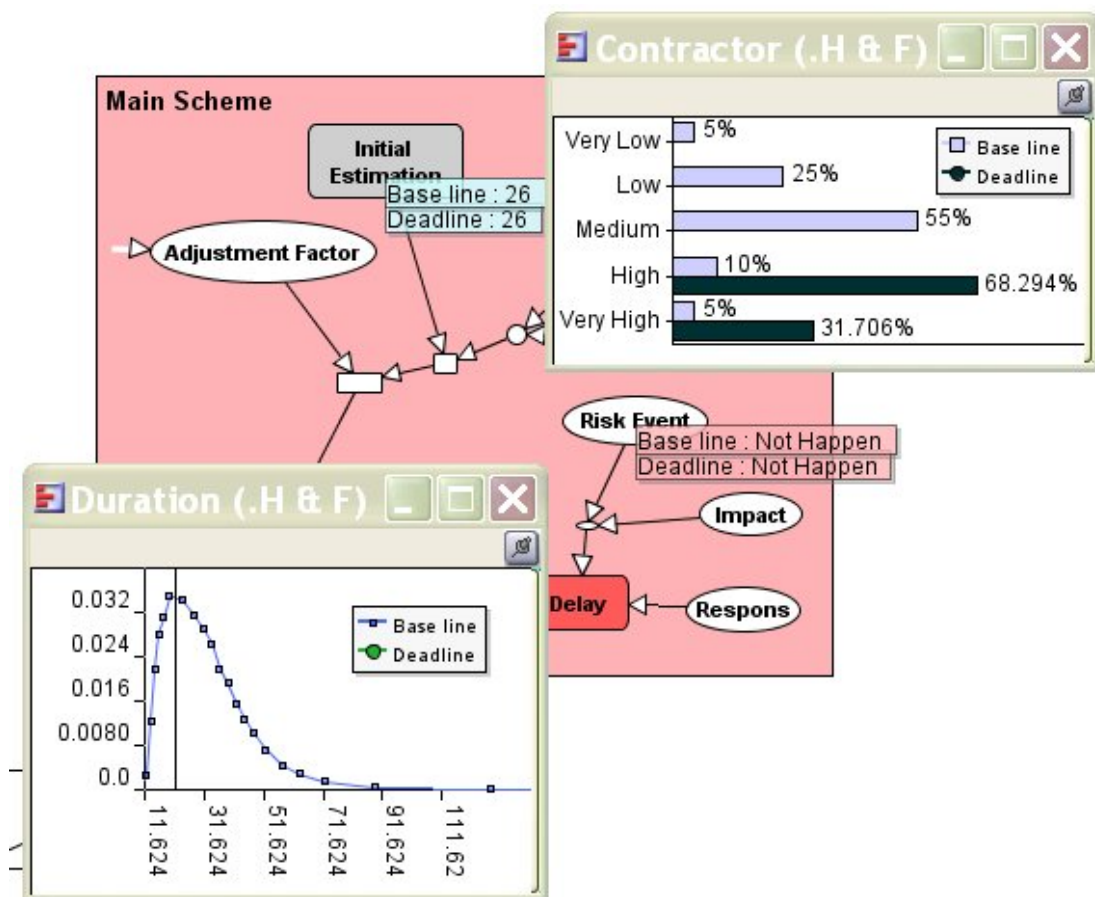 Contractor (.H & F)
Very Low
5%
Low
25%
Medium
55%
High
10%
68.294%
Very High
5%
31.706%
Base line
Deadline
Main Scheme
Initial
Estimation
Base line : 26
Deadline : 26
Adjustment Factor
Risk Event
Base line : Not Happen
Deadline : Not Happen
Impact
Delay
Respons
Duration (.H & F)
0.032
0.024
0.016
0.0080
0.0
Base line
Deadline
11.624
31.624
51.624
71.624
91.624
111.62